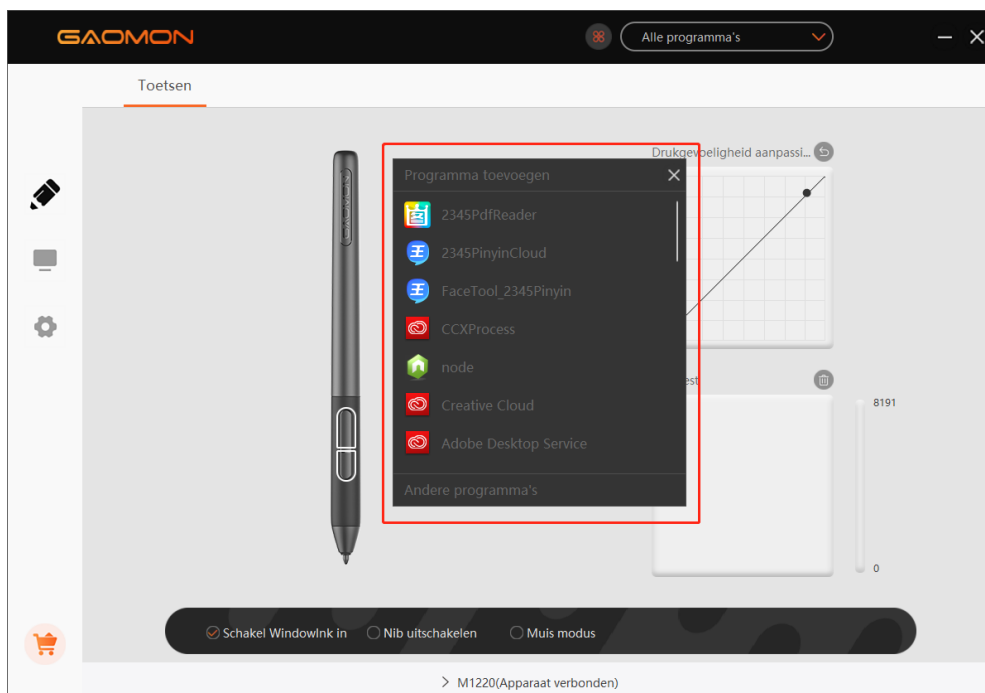 GAOMON
Alle programma's
Toetsen
GAOMON
Drukgevoeligheid aanpassi...
Programma toevoegen
2345PdfReader
2345PinyinCloud
FaceTool_2345Pinyin
CCXProcess
node
Creative Cloud
Adobe Desktop Service
Andere programma's
8191
0
Schakel WindowInk in
Nib uitschakelen
Muis modus
M1220(Apparaat verbonden)